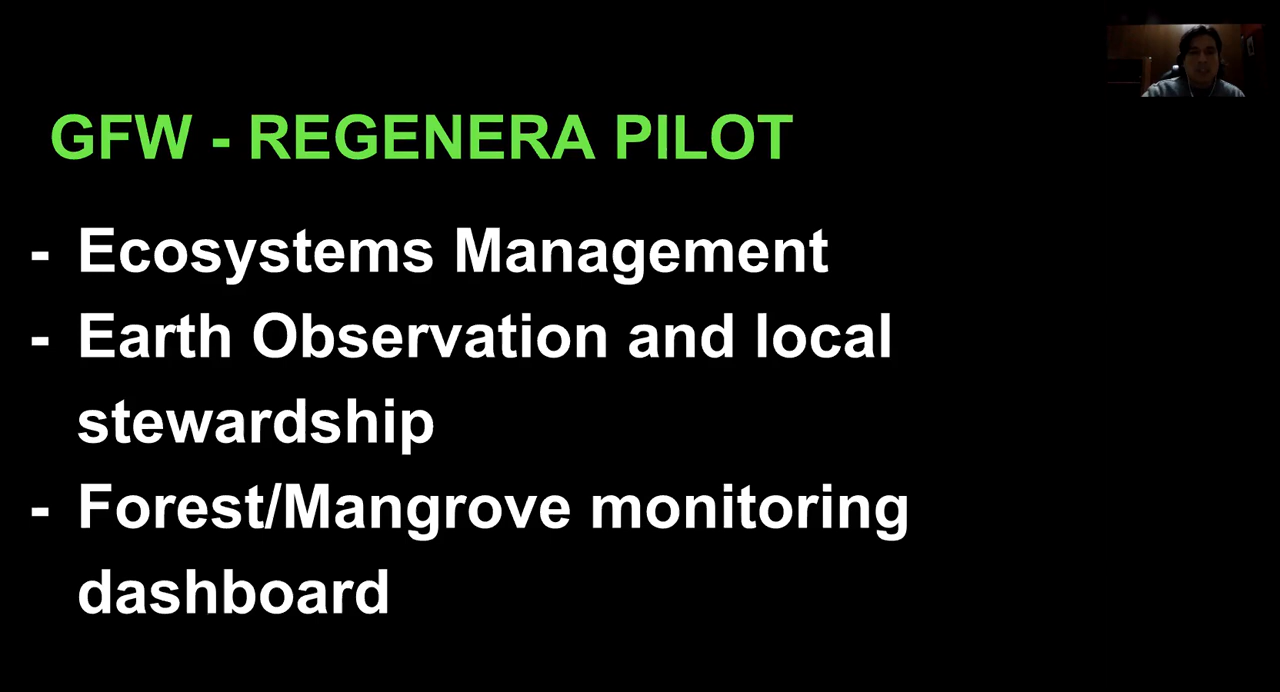 GFW - REGENERA PILOT
- Ecosystems Management
- Earth Observation and local
stewardship
- Forest/Mangrove monitoring
dashboard